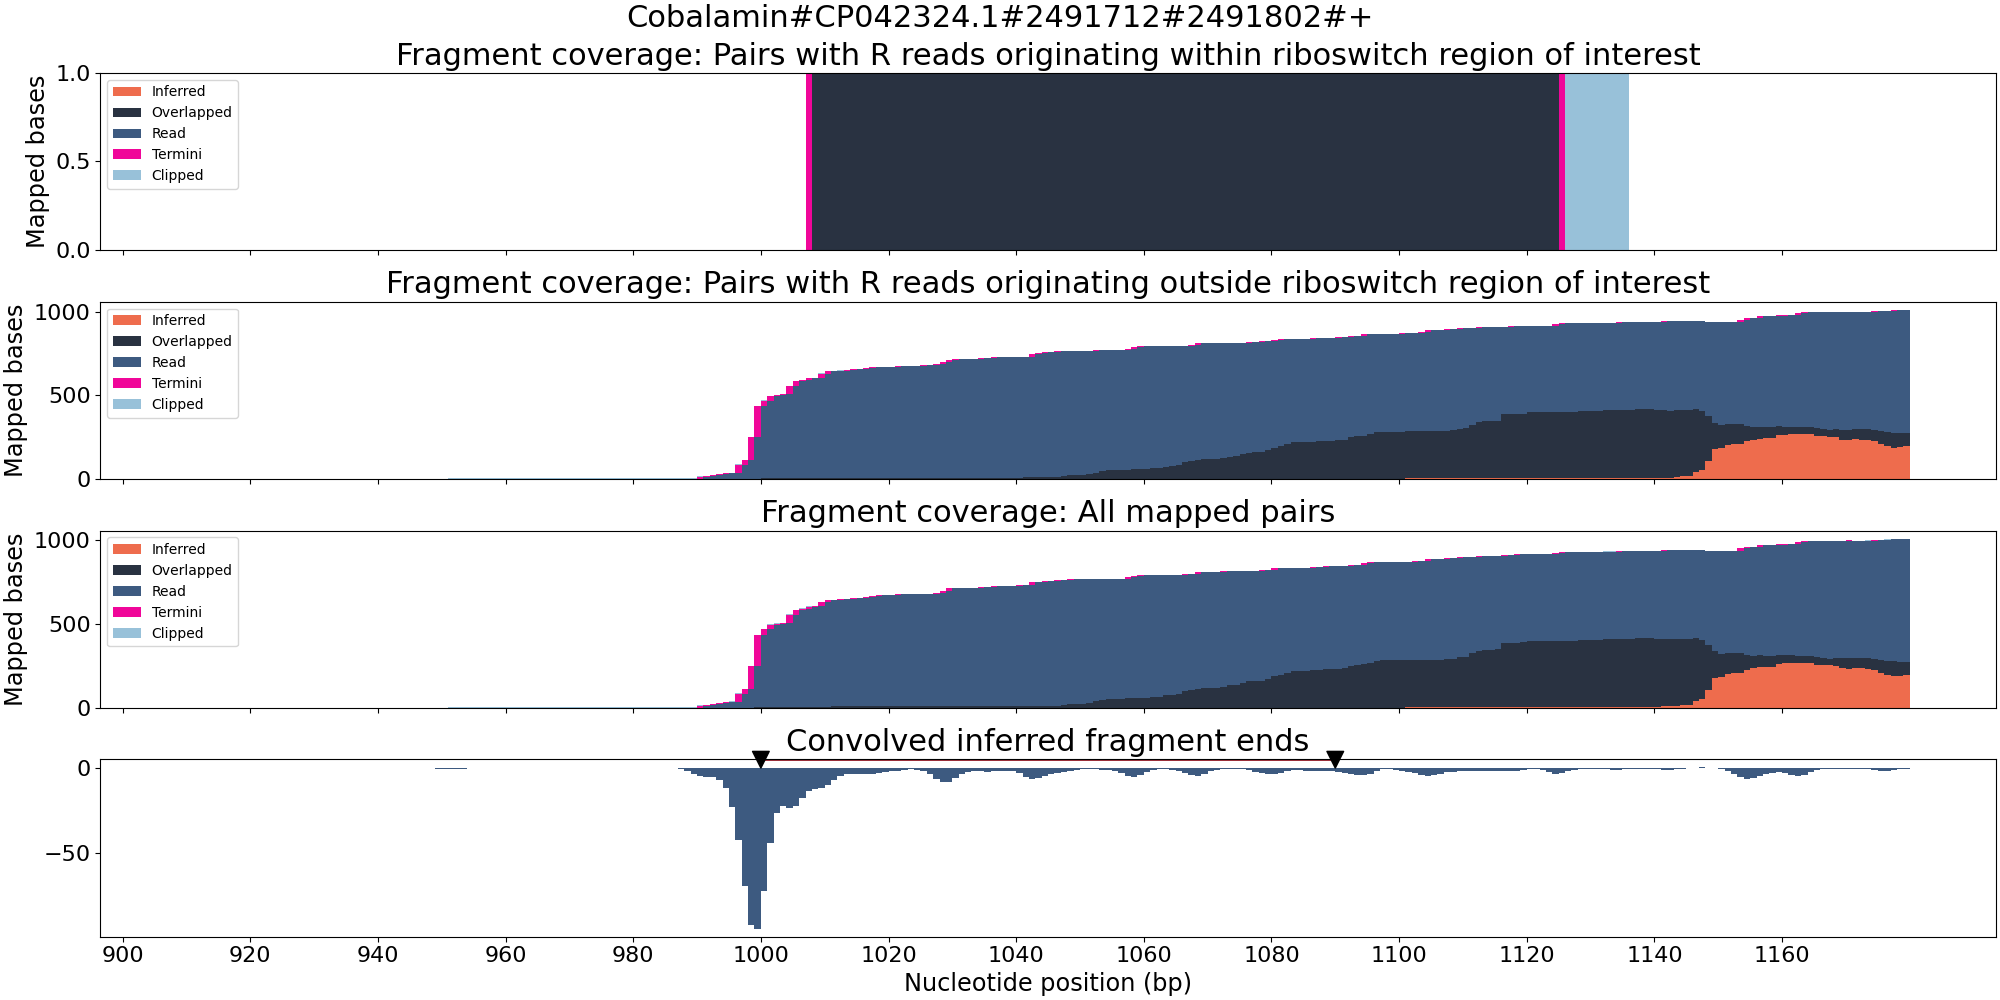 Cobalamin#CP042324.1#2491712#2491802#+
Fragment coverage: Pairs with R reads originating within riboswitch region of interest
Mapped bases
1.0
0.5
0.0
Inferred
Overlapped
Read
Termini
Clipped
Fragment coverage: Pairs with R reads originating outside riboswitch region of interest
Mapped bases
1000
500
0
Inferred
Overlapped
Read
Termini
Clipped
Fragment coverage: All mapped pairs
Mapped bases
1000
500
0
Inferred
Overlapped
Read
Termini
Clipped
Convolved inferred fragment ends
0
−50
900 920 940 960 980 1000 1020 1040 1060 1080 1100 1120 1140 1160
Nucleotide position (bp)